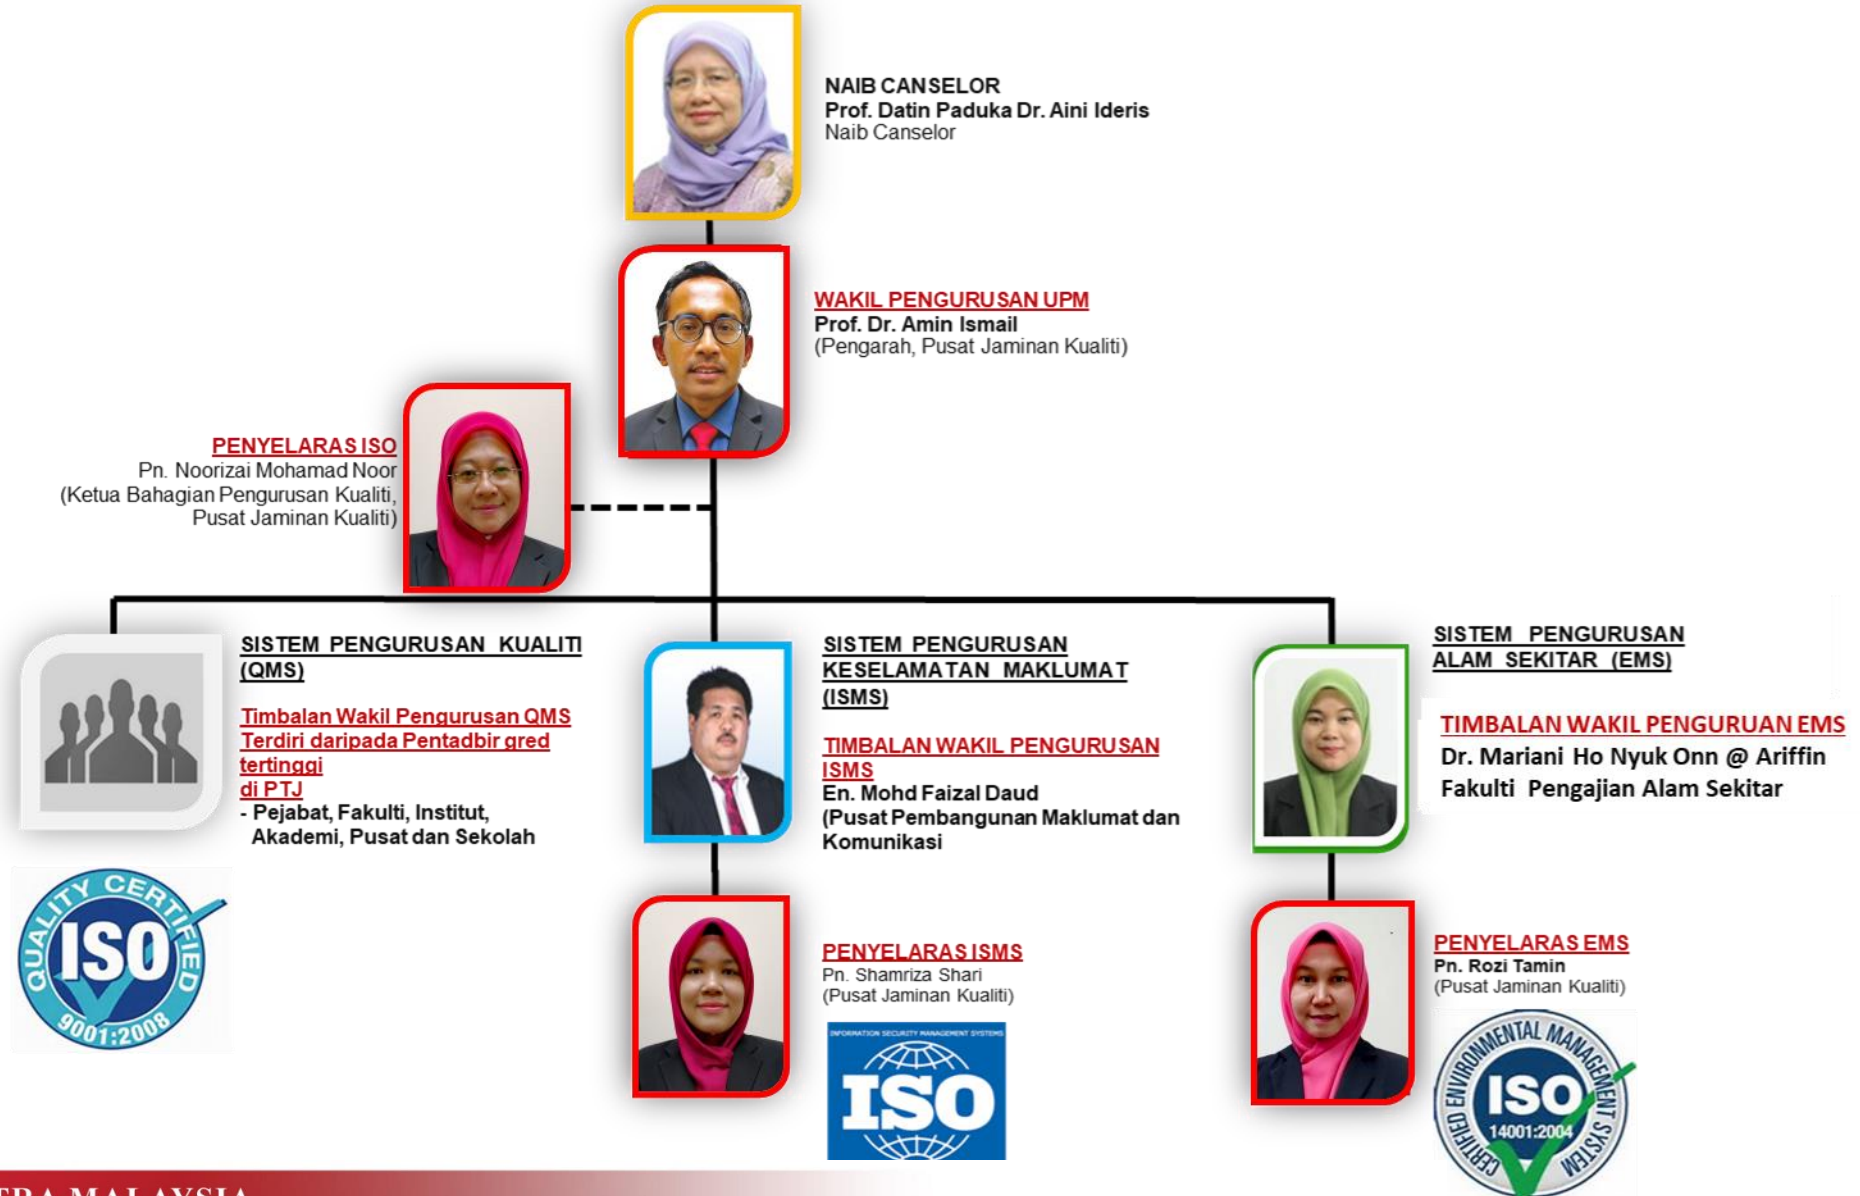 NAIB CANSELOR
Prof. Datin Paduka Dr. Aini Ideris
Naib Canselor
WAKIL PENGURUSAN UPM
Prof. Dr. Amin Ismail
(Pengarah, Pusat Jaminan Kualiti)
PENYELARAS ISO
Pn. Noorizai Mohamad Noor
(Ketua Bahagian Pengurusan Kualiti,
Pusat Jaminan Kualiti)
SISTEM PENGURUSAN KUALITI
(QMS)
Timbalan Wakil Pengurusan QMS
Terdiri daripada Pentadbir gred
tertinggi
di PTJ
- Pejabat, Fakulti, Institut,
Akademi, Pusat dan Sekolah
QUALITY CERTIFIED
ISO
9001:2008
SISTEM PENGURUSAN
KESELAMATAN MAKLUMAT
(ISMS)
TIMBALAN WAKIL PENGURUSAN
ISMS
En. Mohd Faizal Daud
(Pusat Pembangunan Maklumat dan
Komunikasi
PENYELARAS ISMS
Pn. Shamriza Shari
(Pusat Jaminan Kualiti)
INFORMATION SECURITY MANAGEMENT SYSTEMS
ISO
SISTEM PENGURUSAN
ALAM SEKITAR (EMS)
TIMBALAN WAKIL PENGURUAN EMS
Dr. Mariani Ho Nyuk Onn @ Ariffin
Fakulti Pengajian Alam Sekitar
PENYELARAS EMS
Pn. Rozi Tamin
(Pusat Jaminan Kualiti)
CERTIFIED ENVIRONMENTAL MANAGEMENT SYSTEM
ISO
14001:2004
MALAYSIA